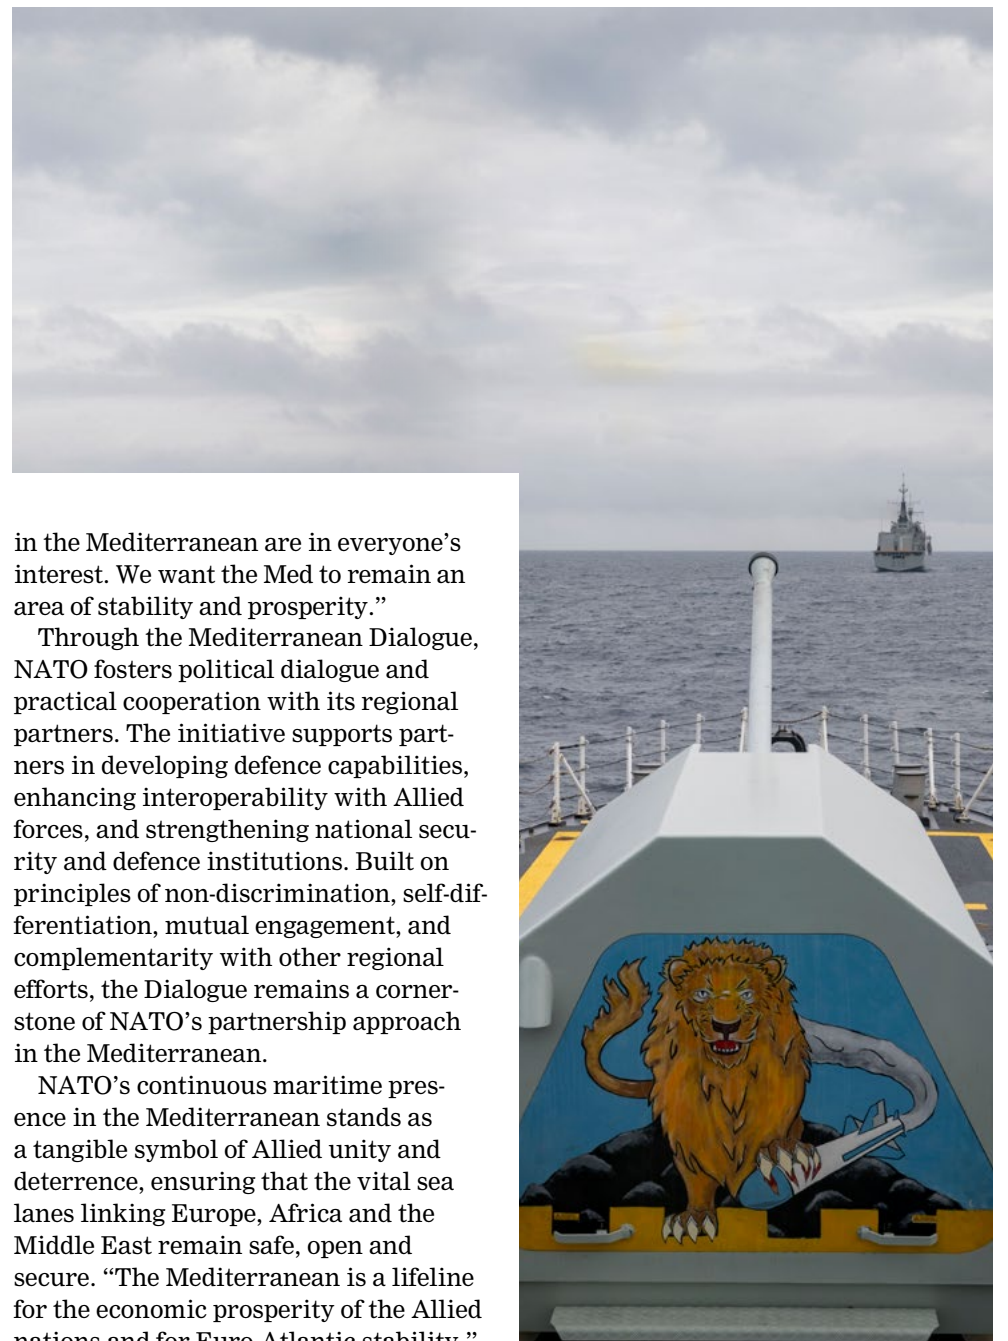 in the Mediterranean are in everyone’s
interest. We want the Med to remain an
area of stability and prosperity.”
Through the Mediterranean Dialogue,
NATO fosters political dialogue and
practical cooperation with its regional
partners. The initiative supports part-
ners in developing defence capabilities,
enhancing interoperability with Allied
forces, and strengthening national secu-
rity and defence institutions. Built on
principles of non-discrimination, self-dif-
ferentiation, mutual engagement, and
complementarity with other regional
efforts, the Dialogue remains a corner-
stone of NATO’s partnership approach
in the Mediterranean.
NATO’s continuous maritime pres-
ence in the Mediterranean stands as
a tangible symbol of Allied unity and
deterrence, ensuring that the vital sea
lanes linking Europe, Africa and the
Middle East remain safe, open and
secure. “The Mediterranean is a lifeline
for the economic prosperity of the Allied
nations and for Euro-Atlantic stability,”